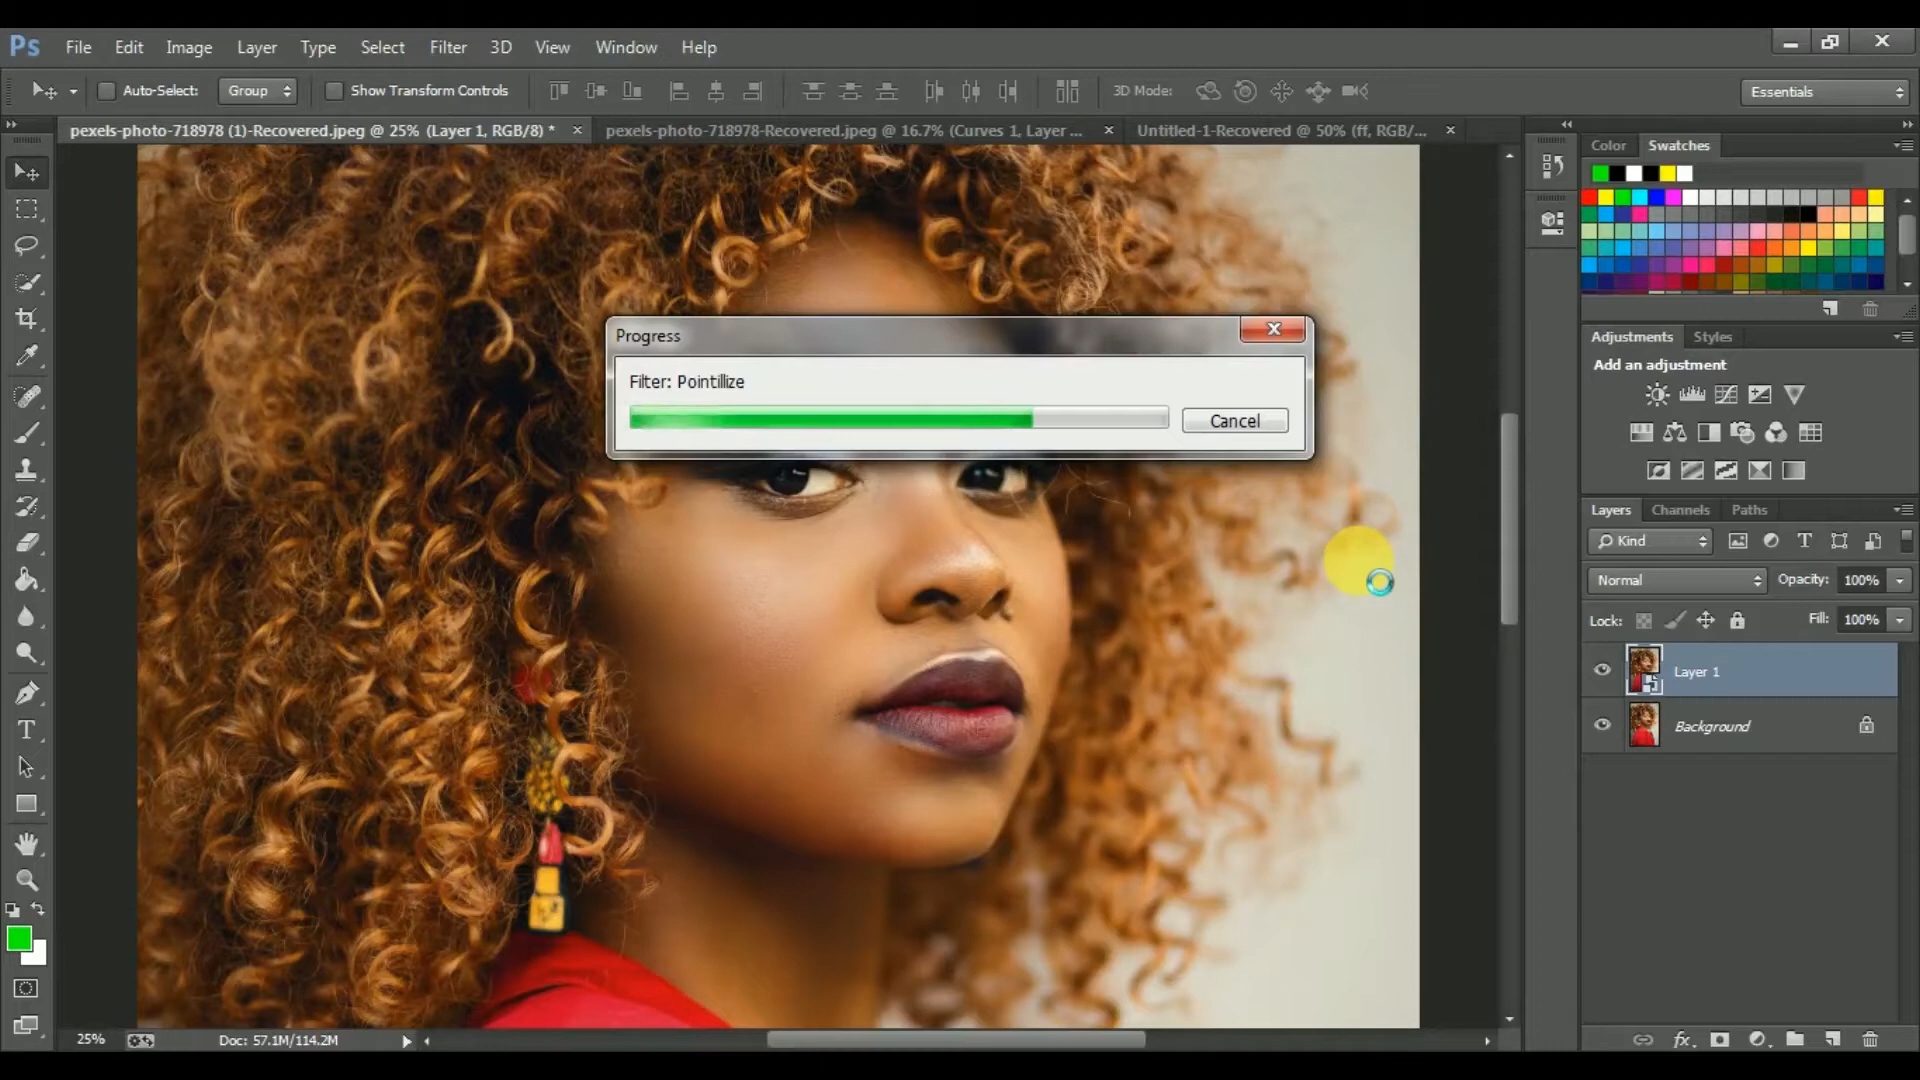 Ps File Edit Image Layer Type Select Filter 3D View Window Help
Auto-Select: Group Show Transform Controls 3D Mode: Essentials
pexels-photo-718978 (1)-Recovered.jpeg @ 25% (Layer 1, RGB/8) * pexels-photo-718978-Recovered.jpeg @ 16.7% (Curves 1, Layer ... Untitled-1-Recovered @ 50% (ff, RGB/...
Color Swatches
Progress
Filter: Pointillize
Cancel
Adjustments Styles
Add an adjustment
Layers Channels Paths
Kind
Normal Opacity: 100%
Lock: Fill: 100%
Layer 1
Background
25% Doc: 57.1M/114.2M